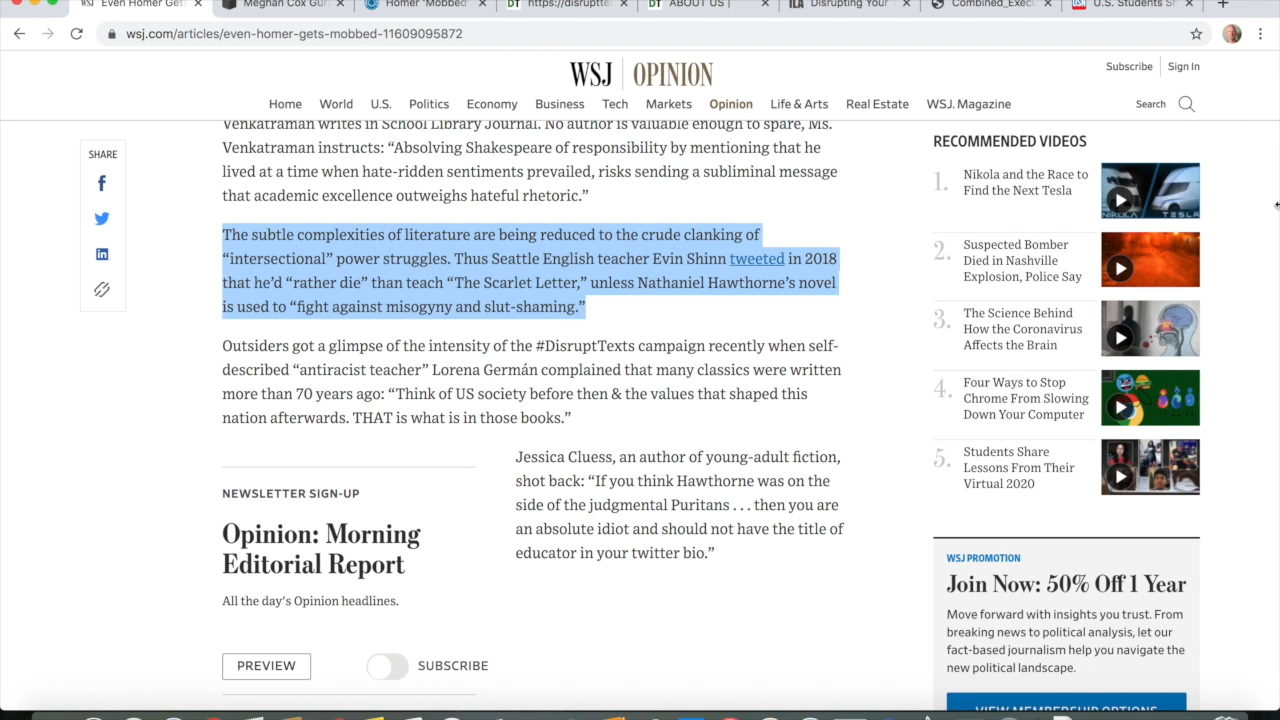 Even Homer Gets
Meghan Cox Gur
Homer 'Mobbed
https://disruptte
ABOUT US |
Disrupting Your
Combined_Exec
U.S. Students S
wsj.com/articles/even-homer-gets-mobbed-11609095872
WSJ OPINION
Subscribe
Sign In
Home World U.S. Politics Economy Business Tech Markets Opinion Life & Arts Real Estate WSJ. Magazine
Search
SHARE
Venkatraman writes in School Library Journal. No author is valuable enough to spare, Ms.
Venkatraman instructs: “Absolving Shakespeare of responsibility by mentioning that he
lived at a time when hate-ridden sentiments prevailed, risks sending a subliminal message
that academic excellence outweighs hateful rhetoric.”
The subtle complexities of literature are being reduced to the crude clanking of
“intersectional” power struggles. Thus Seattle English teacher Evin Shinn tweeted in 2018
that he’d “rather die” than teach “The Scarlet Letter,” unless Nathaniel Hawthorne’s novel
is used to “fight against misogyny and slut-shaming.”
Outsiders got a glimpse of the intensity of the #DisruptTexts campaign recently when self-
described “antiracist teacher” Lorena Germán complained that many classics were written
more than 70 years ago: “Think of US society before then & the values that shaped this
nation afterwards. THAT is what is in those books.”
Jessica Cluess, an author of young-adult fiction,
shot back: “If you think Hawthorne was on the
side of the judgmental Puritans . . . then you are
an absolute idiot and should not have the title of
educator in your twitter bio.”
NEWSLETTER SIGN-UP
Opinion: Morning
Editorial Report
All the day’s Opinion headlines.
PREVIEW
SUBSCRIBE
RECOMMENDED VIDEOS
1.
Nikola and the Race to
Find the Next Tesla
NIKOLA TESLA
2.
Suspected Bomber
Died in Nashville
Explosion, Police Say
3.
The Science Behind
How the Coronavirus
Affects the Brain
4.
Four Ways to Stop
Chrome From Slowing
Down Your Computer
5.
Students Share
Lessons From Their
Virtual 2020
WSJ PROMOTION
Join Now: 50% Off 1 Year
Move forward with insights you trust. From
breaking news to political analysis, let our
fact-based journalism help you navigate the
new political landscape.
VIEW MEMBERSHIP OPTIONS